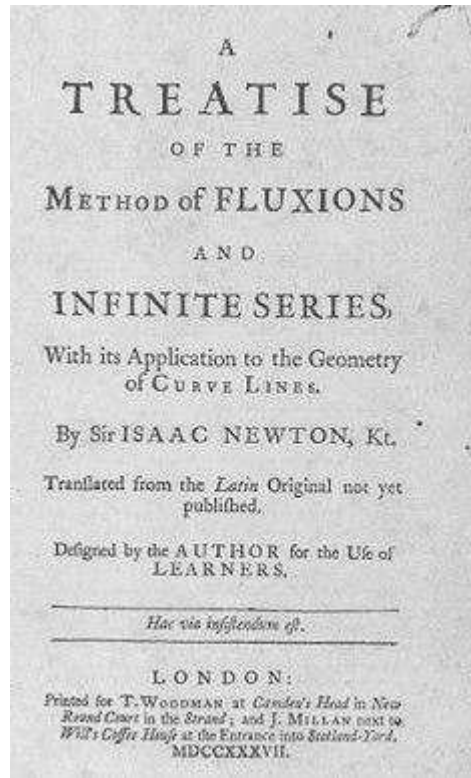 A
TREATISE
OF THE
METHOD of FLUXIONS
AND
INFINITE SERIES,
With its Application to the Geometry
of CURVE LINES.
By Sir ISAAC NEWTON, Kt.
Tranſlated from the Latin Original not yet
publiſhed.
Deſigned by the AUTHOR for the Uſe of
LEARNERS.
Hac via inſiſtendum eſt.
LONDON:
Printed for T. WOODMAN at Camden's Head in New
Round Court in the Strand; and J. MILLAN next to
Will's Coffee Houſe at the Entrance into Scotland-Yard.
MDCCXXXVII.